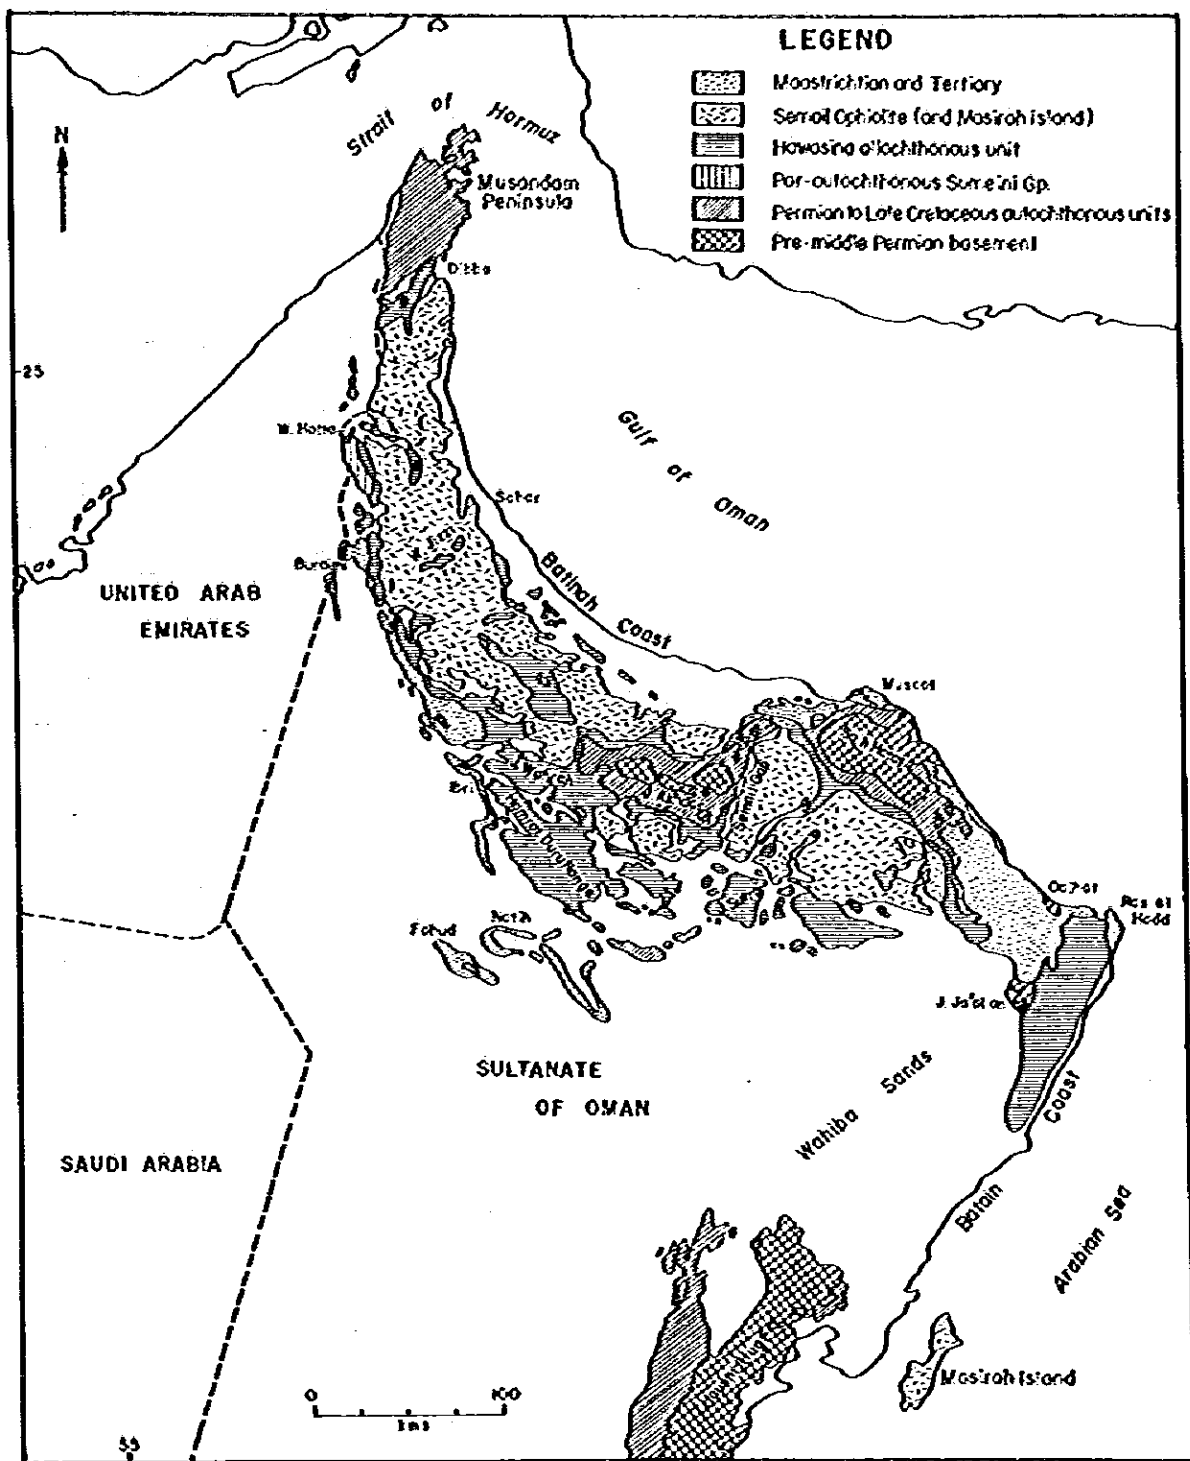 LEGEND
Maastrichtian and Tertiary
Semail Ophiolite (and Masirah Island)
Hawasina allochthonous unit
Par-autochthonous Sumeini Gp.
Permian to Late Cretaceous autochthonous units
Pre-middle Permian basement
N
Strait of Hormuz
Musandam
Peninsula
Dibba
25
W. Hatta
Gulf of Oman
Sohar
UNITED ARAB
EMIRATES
Batinah Coast
Muscat
Ibri
Fahud
Natih
Ras al
Hadd
SULTANATE
OF OMAN
Wahiba Sands
SAUDI ARABIA
Batain Coast
Arabian Sea
Masirah Island
0 100
kms
55